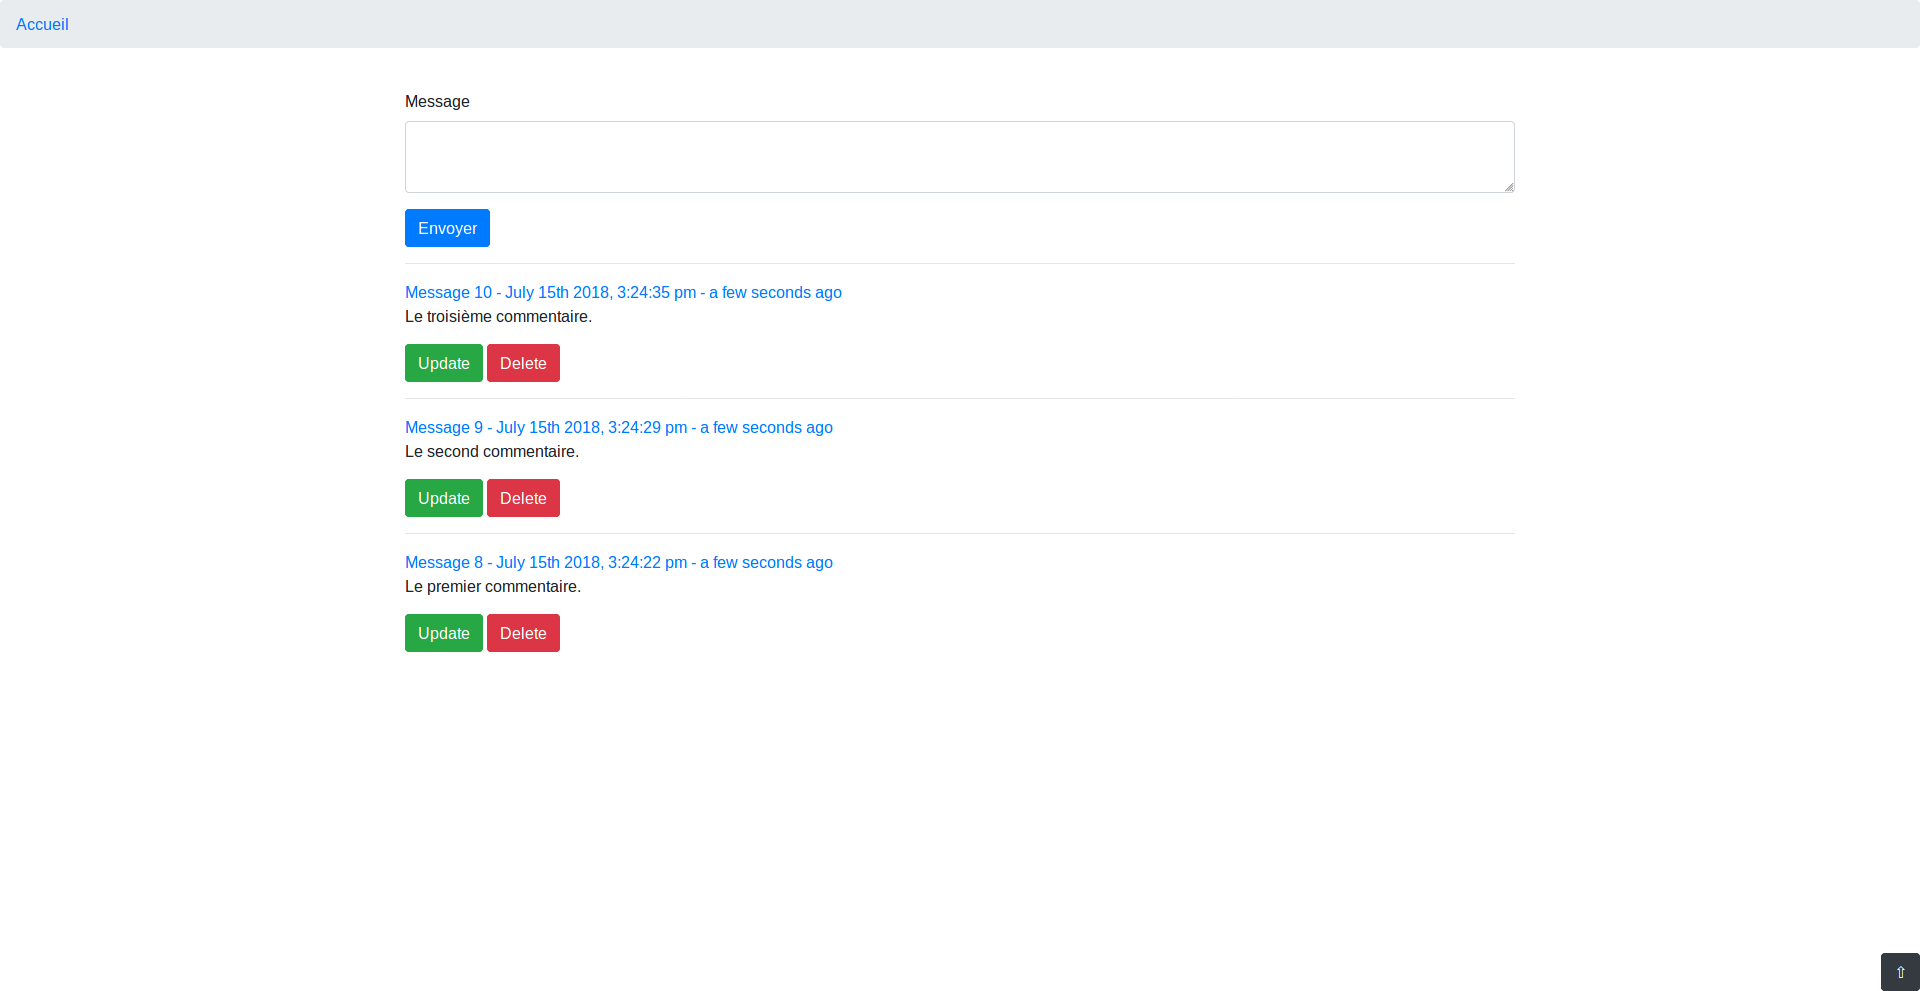 Accueil
Message
Envoyer
Message 10 - July 15th 2018, 3:24:35 pm - a few seconds ago
Le troisième commentaire.
Update Delete
Message 9 - July 15th 2018, 3:24:29 pm - a few seconds ago
Le second commentaire.
Update Delete
Message 8 - July 15th 2018, 3:24:22 pm - a few seconds ago
Le premier commentaire.
Update Delete
⇧